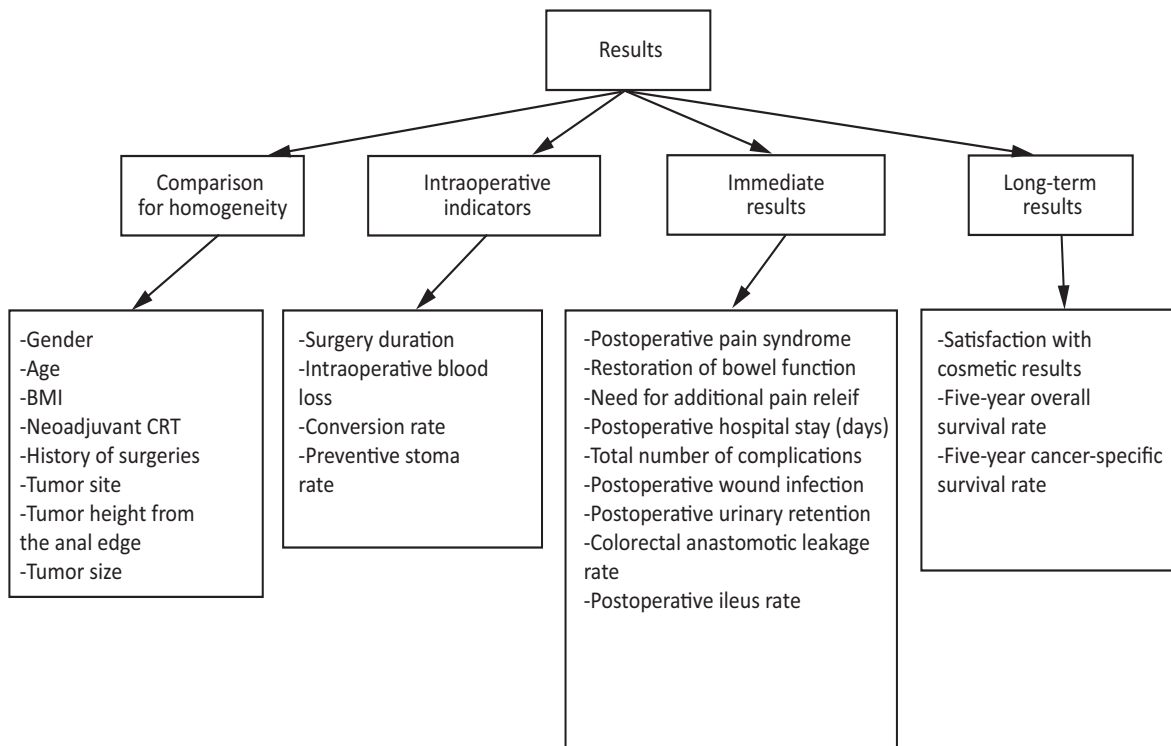 Results
Comparison
for homogeneity
Intraoperative
indicators
Immediate
results
Long-term
results
-Gender
-Age
-BMI
-Neoadjuvant CRT
-History of surgeries
-Tumor site
-Tumor height from
the anal edge
-Tumor size
-Surgery duration
-Intraoperative blood
loss
-Conversion rate
-Preventive stoma
rate
-Postoperative pain syndrome
-Restoration of bowel function
-Need for additional pain releif
-Postoperative hospital stay (days)
-Total number of complications
-Postoperative wound infection
-Postoperative urinary retention
-Colorectal anastomotic leakage
rate
-Postoperative ileus rate
-Satisfaction with
cosmetic results
-Five-year overall
survival rate
-Five-year cancer-specific
survival rate